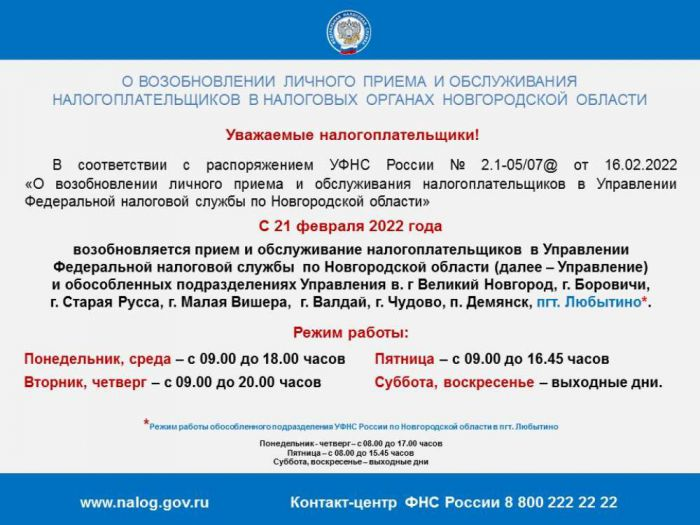 О ВОЗОБНОВЛЕНИИ ЛИЧНОГО ПРИЕМА И ОБСЛУЖИВАНИЯ
НАЛОГОПЛАТЕЛЬЩИКОВ В НАЛОГОВЫХ ОРГАНАХ НОВГОРОДСКОЙ ОБЛАСТИ
Уважаемые налогоплательщики!
В соответствии с распоряжением УФНС России № 2.1-05/07@ от 16.02.2022
«О возобновлении личного приема и обслуживания налогоплательщиков в Управлении
Федеральной налоговой службы по Новгородской области»
С 21 февраля 2022 года
возобновляется прием и обслуживание налогоплательщиков в Управлении
Федеральной налоговой службы по Новгородской области (далее – Управление)
и обособленных подразделениях Управления в. г Великий Новгород, г. Боровичи,
г. Старая Русса, г. Малая Вишера, г. Валдай, г. Чудово, п. Демянск, пгт. Любытино*.
Режим работы:
Понедельник, среда – с 09.00 до 18.00 часов Пятница – с 09.00 до 16.45 часов
Вторник, четверг – с 09.00 до 20.00 часов Суббота, воскресенье – выходные дни.
*Режим работы обособленного подразделения УФНС России по Новгородской области в пгт. Любытино
Понедельник - четверг – с 08.00 до 17.00 часов
Пятница – с 08.00 до 15.45 часов
Суббота, воскресенье – выходные дни
www.nalog.gov.ru Контакт-центр ФНС России 8 800 222 22 22